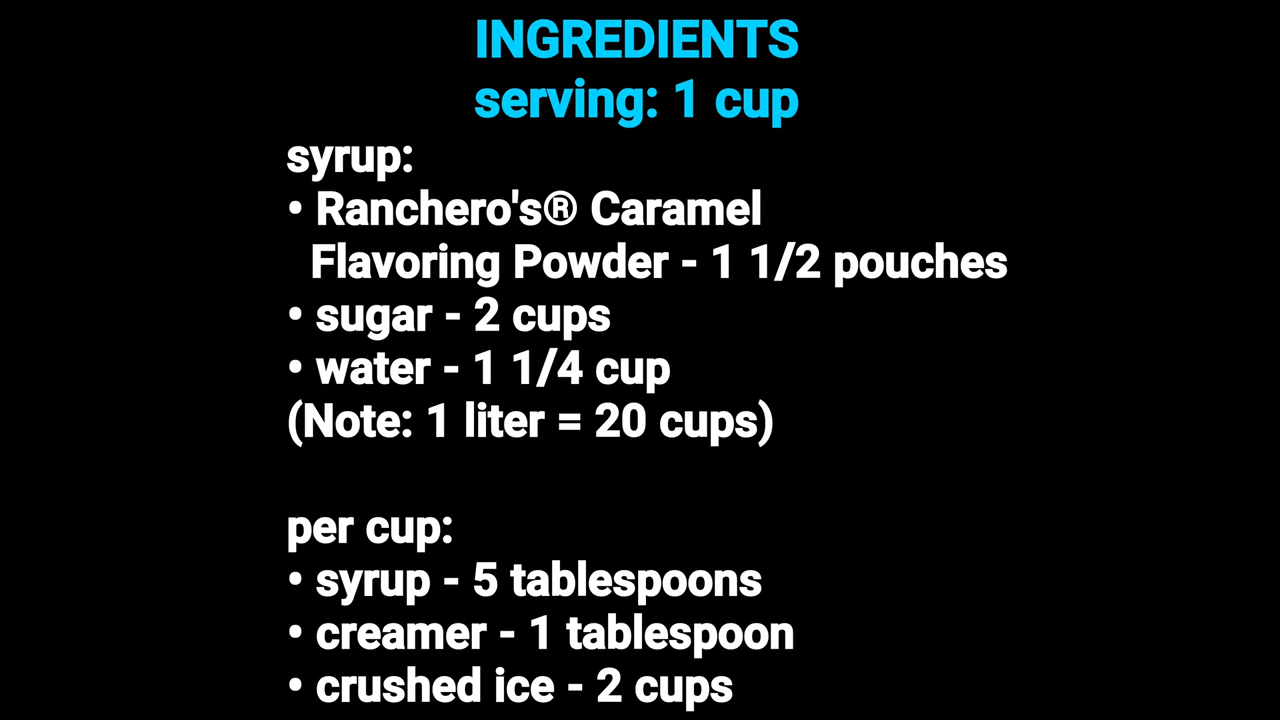 INGREDIENTS
serving: 1 cup
syrup:
• Ranchero's® Caramel
Flavoring Powder - 1 1/2 pouches
• sugar - 2 cups
• water - 1 1/4 cup
(Note: 1 liter = 20 cups)
per cup:
• syrup - 5 tablespoons
• creamer - 1 tablespoon
• crushed ice - 2 cups